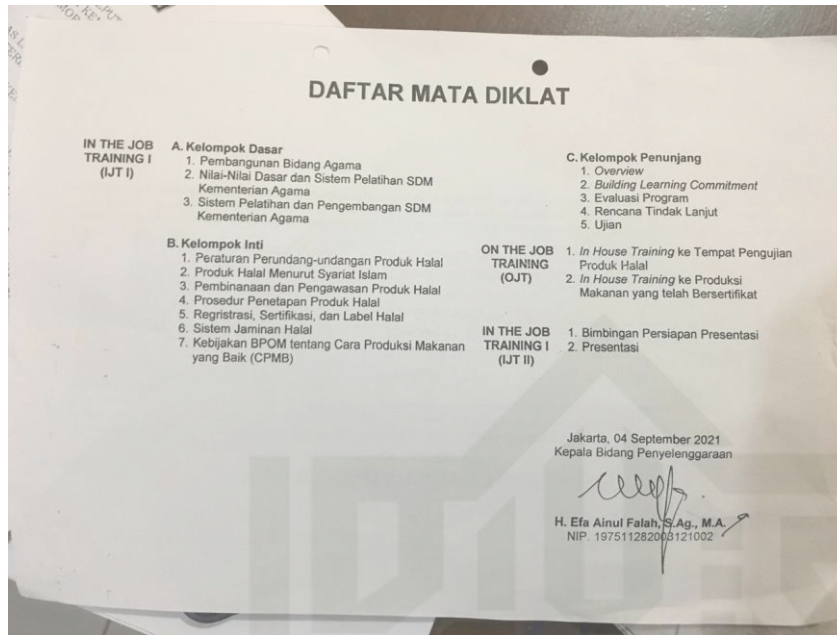 DAFTAR MATA DIKLAT
IN THE JOB
TRAINING I
(IJT I)
A. Kelompok Dasar
1. Pembangunan Bidang Agama
2. Nilai-Nilai Dasar dan Sistem Pelatihan SDM
Kementerian Agama
3. Sistem Pelatihan dan Pengembangan SDM
Kementerian Agama
B. Kelompok Inti
1. Peraturan Perundang-undangan Produk Halal
2. Produk Halal Menurut Syariat Islam
3. Pembinanaan dan Pengawasan Produk Halal
4. Prosedur Penetapan Produk Halal
5. Regristrasi, Sertifikasi, dan Label Halal
6. Sistem Jaminan Halal
7. Kebijakan BPOM tentang Cara Produksi Makanan
yang Baik (CPMB)
C. Kelompok Penunjang
1. Overview
2. Building Learning Commitment
3. Evaluasi Program
4. Rencana Tindak Lanjut
5. Ujian
ON THE JOB
TRAINING
(OJT)
1. In House Training ke Tempat Pengujian
Produk Halal
2. In House Training ke Produksi
Makanan yang telah Bersertifikat
IN THE JOB
TRAINING I
(IJT II)
1. Bimbingan Persiapan Presentasi
2. Presentasi
Jakarta, 04 September 2021
Kepala Bidang Penyelenggaraan
H. Efa Ainul Falah, S.Ag., M.A.
NIP. 197511282003121002